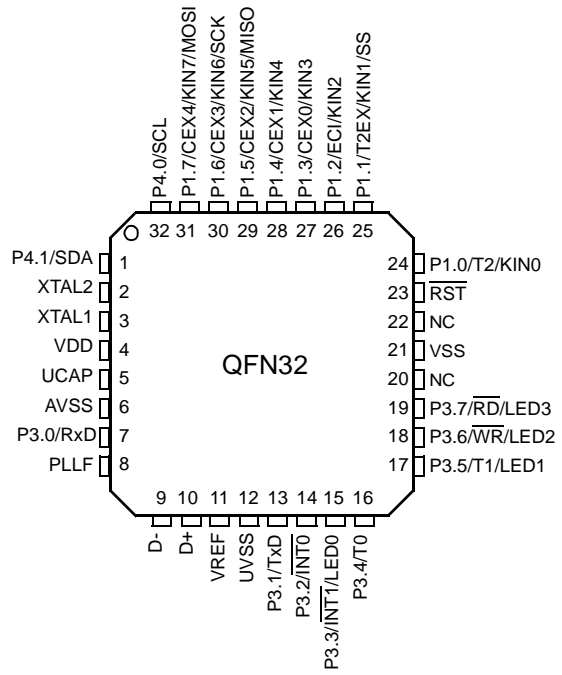 P4.0/SCL
P1.7/CEX4/KIN7/MOSI
P1.6/CEX3/KIN6/SCK
P1.5/CEX2/KIN5/MISO
P1.4/CEX1/KIN4
P1.3/CEX0/KIN3
P1.2/ECI/KIN2
P1.1/T2EX/KIN1/SS
32 31 30 29 28 27 26 25
P4.1/SDA 1
XTAL2 2
XTAL1 3
VDD 4
UCAP 5
AVSS 6
P3.0/RxD 7
PLLF 8
QFN32
24 P1.0/T2/KIN0
23 RST
22 NC
21 VSS
20 NC
19 P3.7/RD/LED3
18 P3.6/WR/LED2
17 P3.5/T1/LED1
9 10 11 12 13 14 15 16
D-
D+
VREF
UVSS
P3.1/TxD
P3.2/INT0
P3.3/INT1/LED0
P3.4/T0